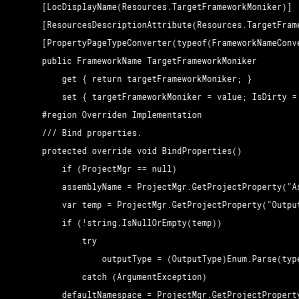 [LocDisplayName(Resources.TargetFrameworkMoniker)]
[ResourcesDescriptionAttribute(Resources.TargetFrame
[PropertyPageTypeConverter(typeof(FrameworkNameConve
public FrameworkName TargetFrameworkMoniker
get { return targetFrameworkMoniker; }
set { targetFrameworkMoniker = value; IsDirty =
#region Overriden Implementation
/// Bind properties.
protected override void BindProperties()
if (ProjectMgr == null)
assemblyName = ProjectMgr.GetProjectProperty("As
var temp = ProjectMgr.GetProjectProperty("Output
if (!string.IsNullOrEmpty(temp))
try
outputType = (OutputType)Enum.Parse(type
catch (ArgumentException)
defaultNamespace = ProjectMgr.GetProjectProperty